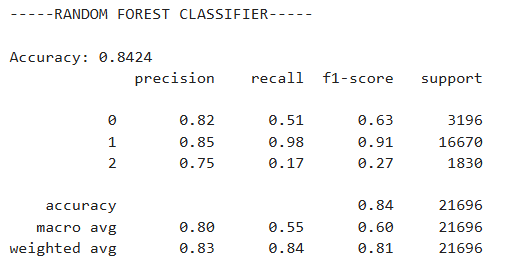 -----RANDOM FOREST CLASSIFIER-----
Accuracy: 0.8424
precision recall f1-score support
0 0.82 0.51 0.63 3196
1 0.85 0.98 0.91 16670
2 0.75 0.17 0.27 1830
accuracy 0.84 21696
macro avg 0.80 0.55 0.60 21696
weighted avg 0.83 0.84 0.81 21696